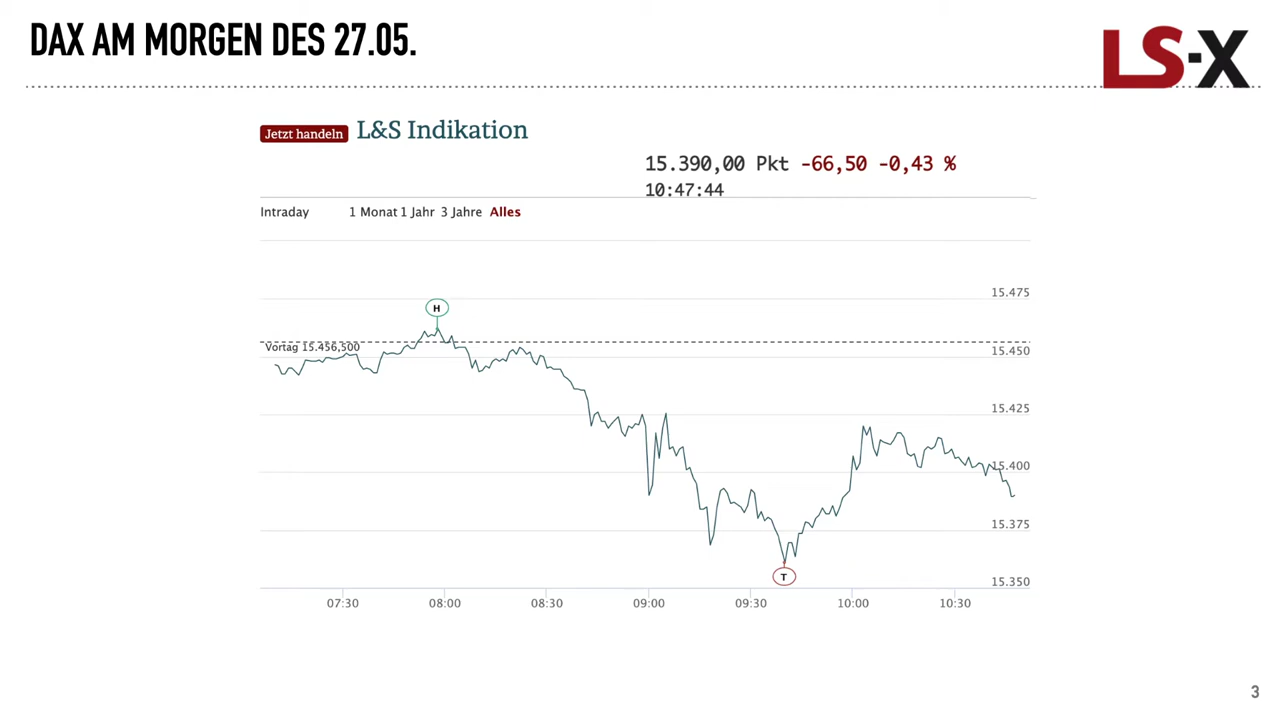 DAX AM MORGEN DES 27.05.
LS-X
Jetzt handeln L&S Indikation
15.390,00 Pkt -66,50 -0,43 %
10:47:44
Intraday 1 Monat 1 Jahr 3 Jahre Alles
15.475
H
Vortag 15.456,500
15.450
15.425
15.400
15.375
T
15.350
07:30 08:00 08:30 09:00 09:30 10:00 10:30
3